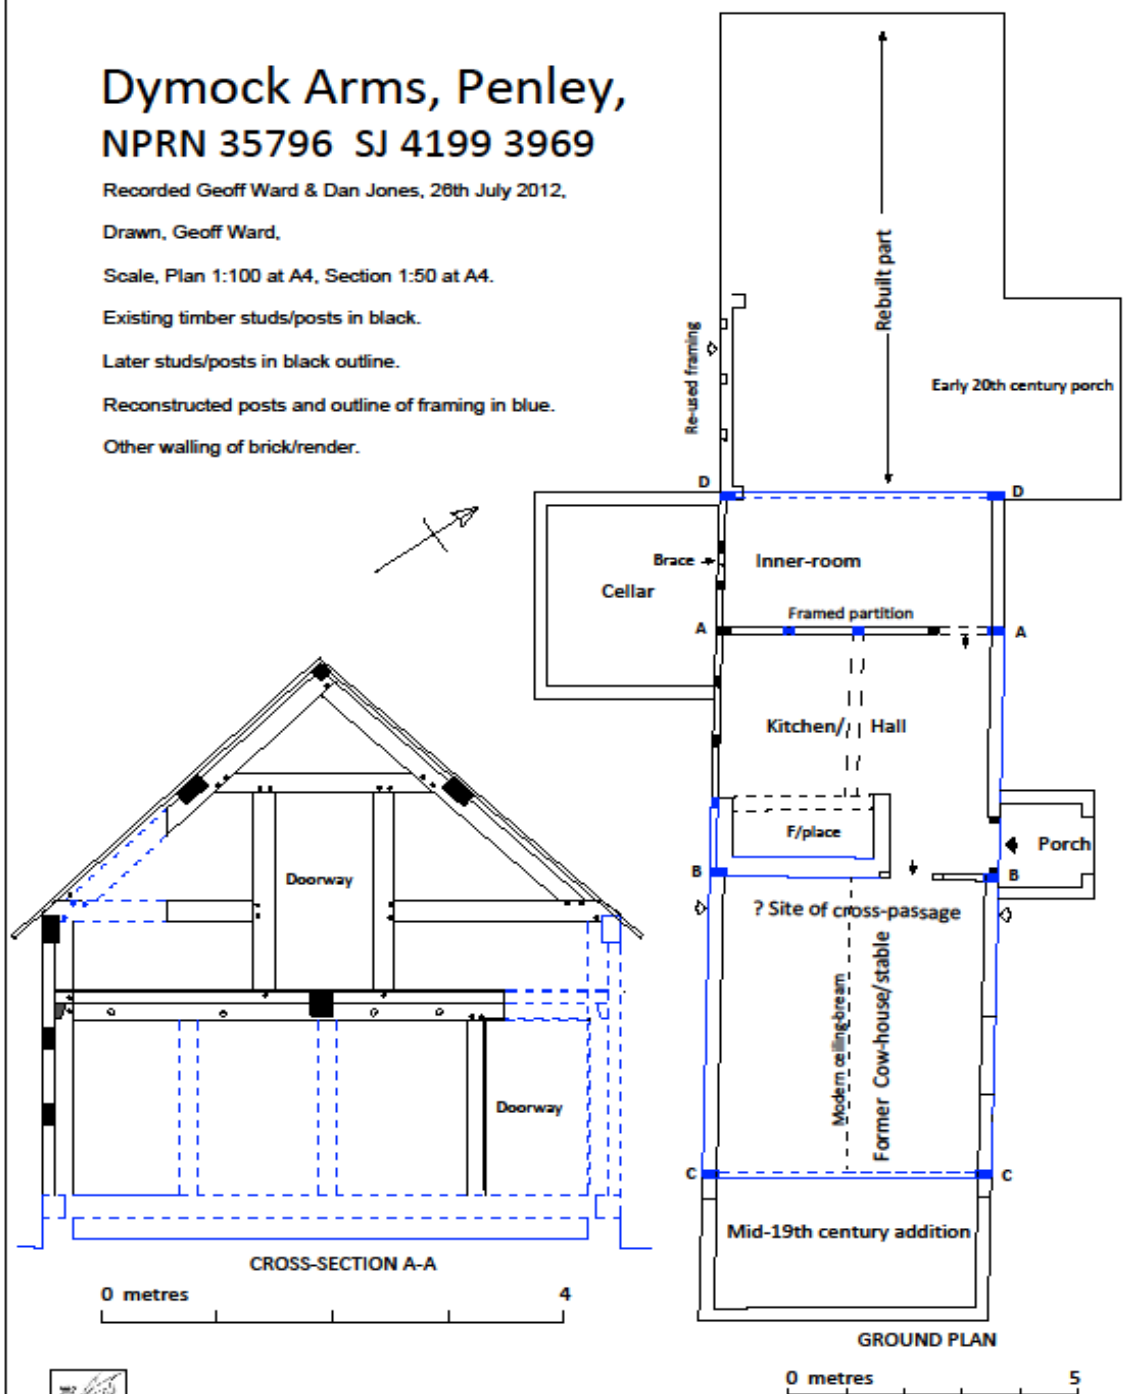 Dymock Arms, Penley,
NPRN 35796 SJ 4199 3969
Recorded Geoff Ward & Dan Jones, 26th July 2012,
Drawn, Geoff Ward,
Scale, Plan 1:100 at A4, Section 1:50 at A4.
Existing timber studs/posts in black.
Later studs/posts in black outline.
Reconstructed posts and outline of framing in blue.
Other walling of brick/render.
Rebuilt part
Re-used framing
Early 20th century porch
D
D
Brace
Inner-room
Cellar
Framed partition
A
A
Kitchen/ Hall
F/place
Porch
B
B
? Site of cross-passage
Modern ceiling-bream
Former Cow-house/stable
C
C
Mid-19th century addition
GROUND PLAN
0 metres 5
Doorway
Doorway
CROSS-SECTION A-A
0 metres 4